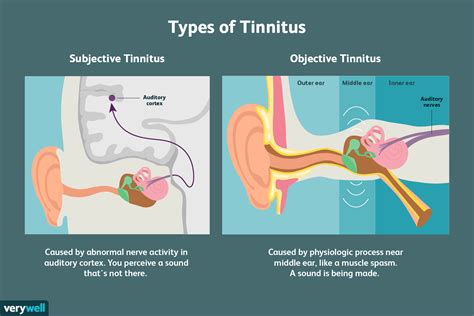 Types of Tinnitus
Subjective Tinnitus
Auditory
cortex
Caused by abnormal nerve activity in
auditory cortex. You perceive a sound
that`s not there.
Objective Tinnitus
Outer ear
Middle ear
Inner ear
Auditory
nerves
Caused by physiologic process near
middle ear, like a muscle spasm.
A sound is being made.
verywell